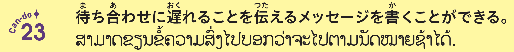 Can-do
23
待ち合わせに遅れることを伝えるメッセージを書くことができる。
ສາມາດຂຽນຂໍ້ຄວາມສົ່ງໄປບອກວ່າຈະໄປຕາມນັດໝາຍຊ້າໄດ້.